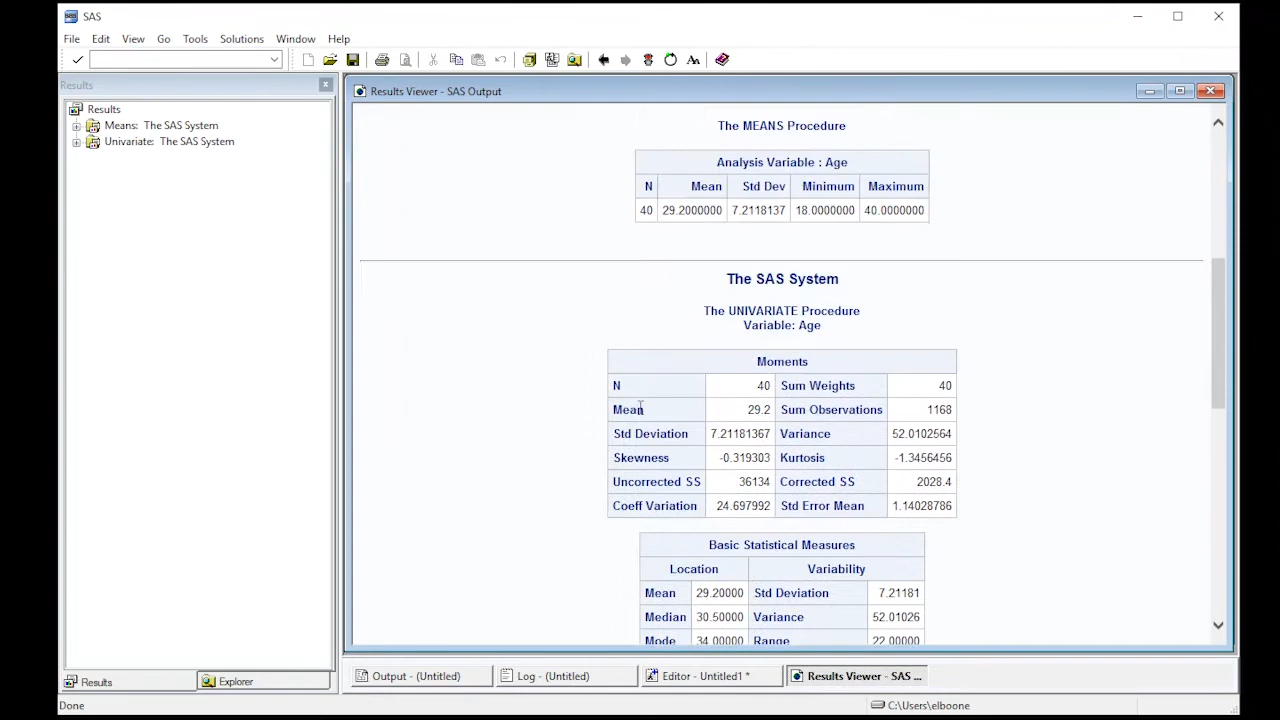 SAS
File Edit View Go Tools Solutions Window Help
Results
Results
Means: The SAS System
Univariate: The SAS System
Results Viewer - SAS Output
The MEANS Procedure
Analysis Variable : Age
N Mean Std Dev Minimum Maximum
40 29.2000000 7.2118137 18.0000000 40.0000000
The SAS System
The UNIVARIATE Procedure
Variable: Age
Moments
N 40 Sum Weights 40
Mean 29.2 Sum Observations 1168
Std Deviation 7.21181367 Variance 52.0102564
Skewness -0.319303 Kurtosis -1.3456456
Uncorrected SS 36134 Corrected SS 2028.4
Coeff Variation 24.697992 Std Error Mean 1.14028786
Basic Statistical Measures
Location Variability
Mean 29.20000 Std Deviation 7.21181
Median 30.50000 Variance 52.01026
Mode 34.00000 Range 22.00000
Results Explorer
Output - (Untitled) Log - (Untitled) Editor - Untitled1 * Results Viewer - SAS ...
Done C:\Users\elboone